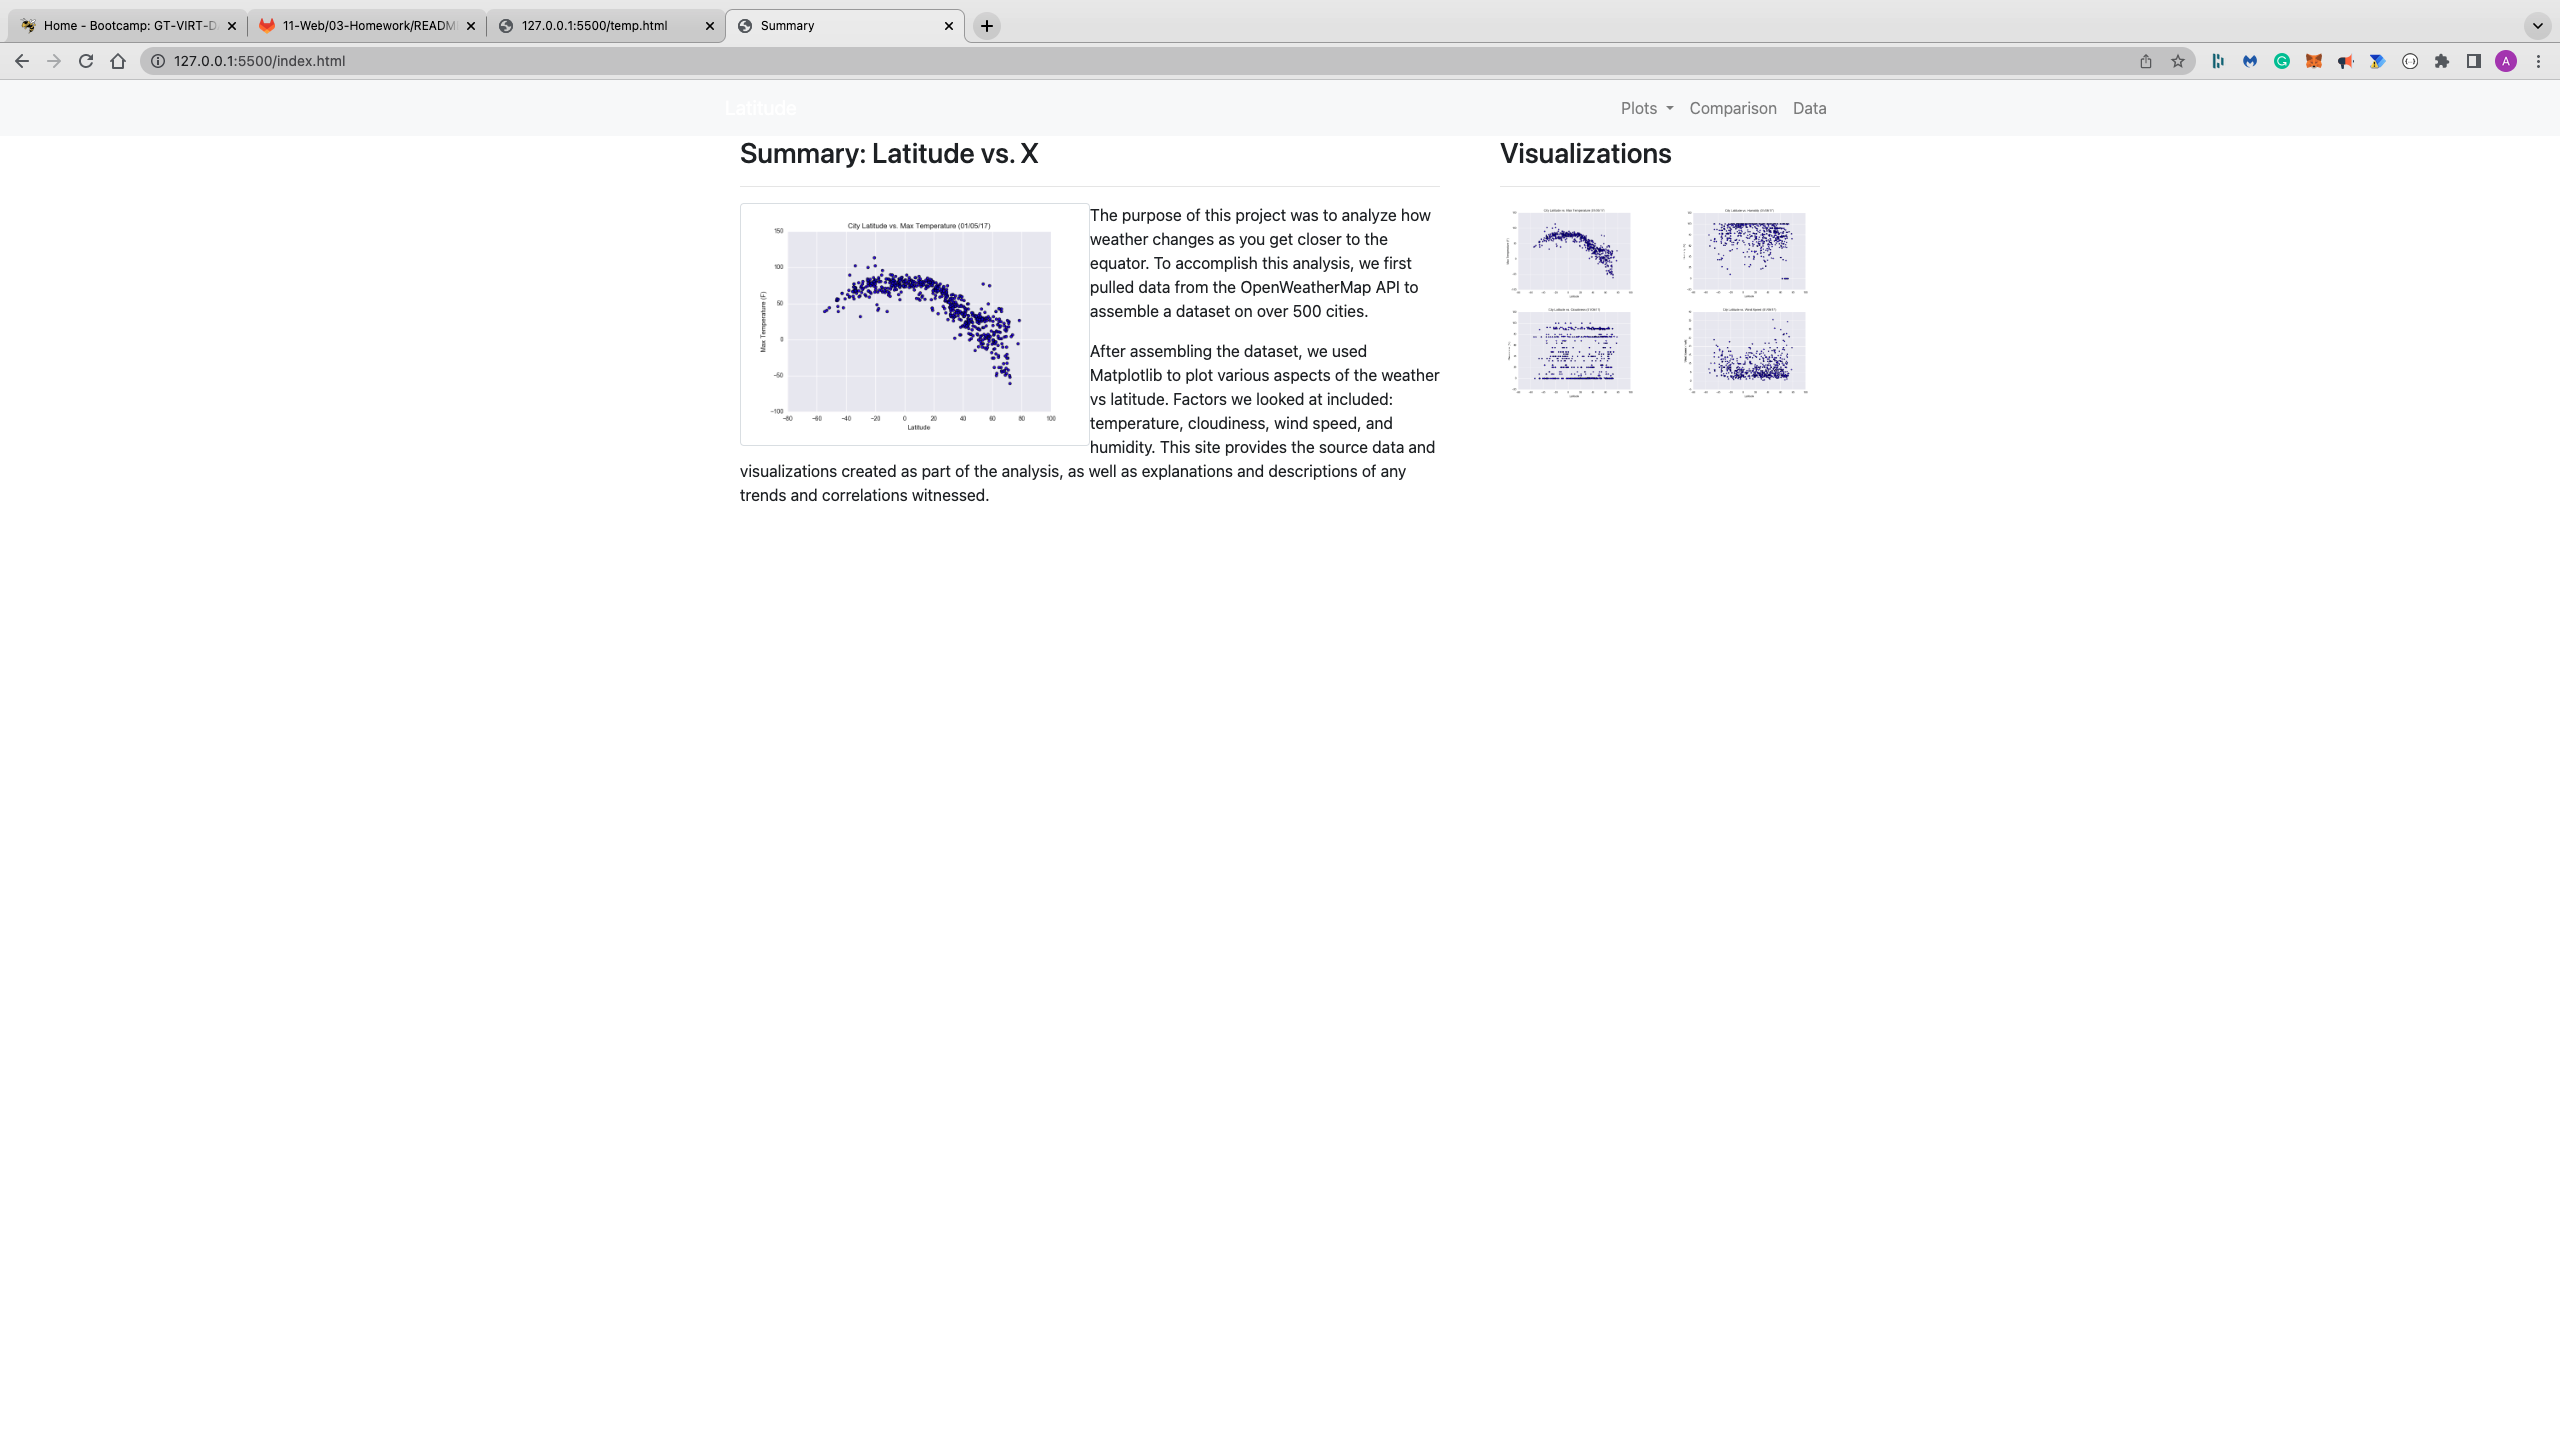 Home - Bootcamp: GT-VIRT-D
11-Web/03-Homework/READM
127.0.0.1:5500/temp.html
Summary
127.0.0.1:5500/index.html
A
Latitude
Plots
Comparison
Data
Summary: Latitude vs. X
Visualizations
City Latitude vs. Max Temperature (01/05/17)
150
100
50
0
−50
−100
Max Temperature (F)
−80 −60 −40 −20 0 20 40 60 80 100
Latitude
The purpose of this project was to analyze how
weather changes as you get closer to the
equator. To accomplish this analysis, we first
pulled data from the OpenWeatherMap API to
assemble a dataset on over 500 cities.
After assembling the dataset, we used
Matplotlib to plot various aspects of the weather
vs latitude. Factors we looked at included:
temperature, cloudiness, wind speed, and
humidity. This site provides the source data and
visualizations created as part of the analysis, as well as explanations and descriptions of any
trends and correlations witnessed.